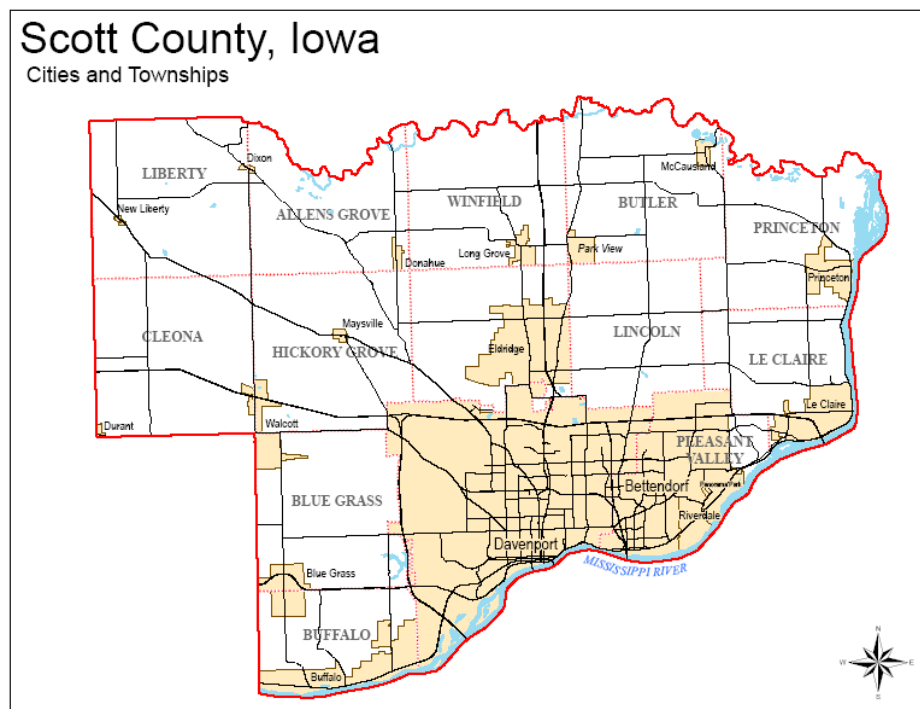 Scott County, Iowa
Cities and Townships
Dixon
McCausland
LIBERTY
New Liberty
ALLENS GROVE
WINFIELD
BUTLER
PRINCETON
Long Grove
Park View
Donahue
Princeton
Maysville
CLEONA
HICKORY GROVE
Eldridge
LINCOLN
LE CLAIRE
Le Claire
Durant
Walcott
PLEASANT
VALLEY
Bettendorf
Panorama Park
BLUE GRASS
Riverdale
Davenport
MISSISSIPPI RIVER
Blue Grass
BUFFALO
Buffalo
N
W
E
S